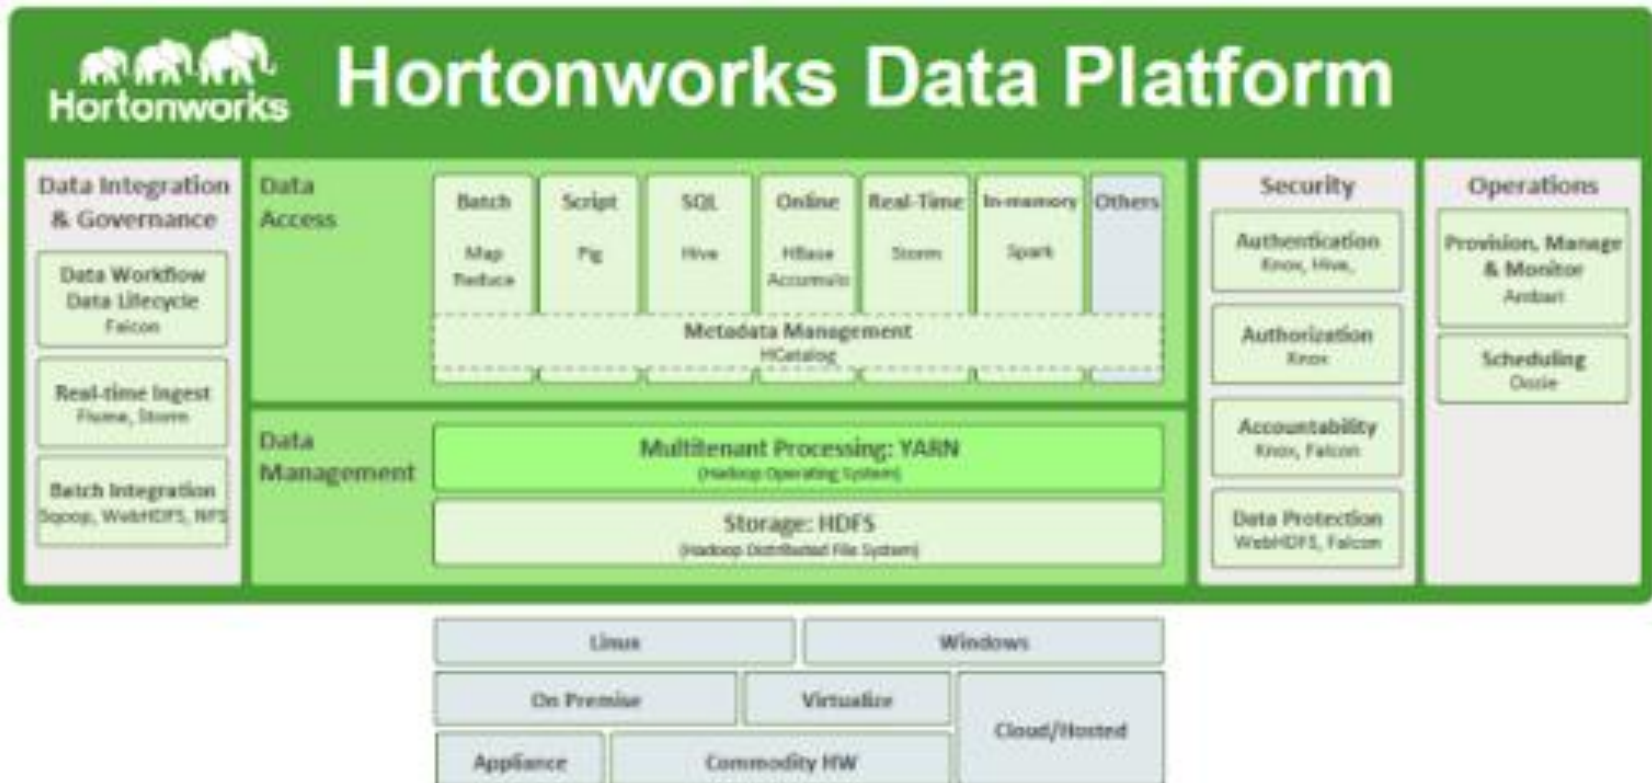 Hortonworks
Hortonworks Data Platform
Data Integration
& Governance
Data Workflow
Data Lifecycle
Falcon
Real-time Ingest
Flume, Storm
Batch Integration
Sqoop, WebHDFS, NFS
Data
Access
Batch
Map
Reduce
Script
Pig
SQL
Hive
Online
HBase
Accumulo
Real-Time
Storm
In-memory
Spark
Others
Metadata Management
HCatalog
Data
Management
Multitenant Processing: YARN
(Hadoop Operating System)
Storage: HDFS
(Hadoop Distributed File System)
Security
Authentication
Knox, Hive,
Authorization
Knox
Accountability
Knox, Falcon
Data Protection
WebHDFS, Falcon
Operations
Provision, Manage
& Monitor
Ambari
Scheduling
Oozie
Linux
Windows
On Premise
Virtualize
Cloud/Hosted
Appliance
Commodity HW